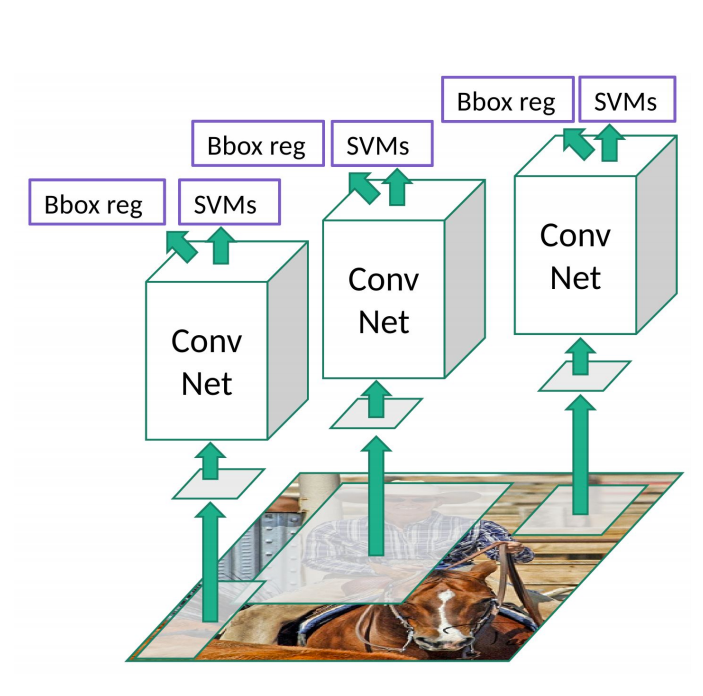 Bbox reg
SVMs
Bbox reg
SVMs
Bbox reg
SVMs
Conv
Net
Conv
Net
Conv
Net